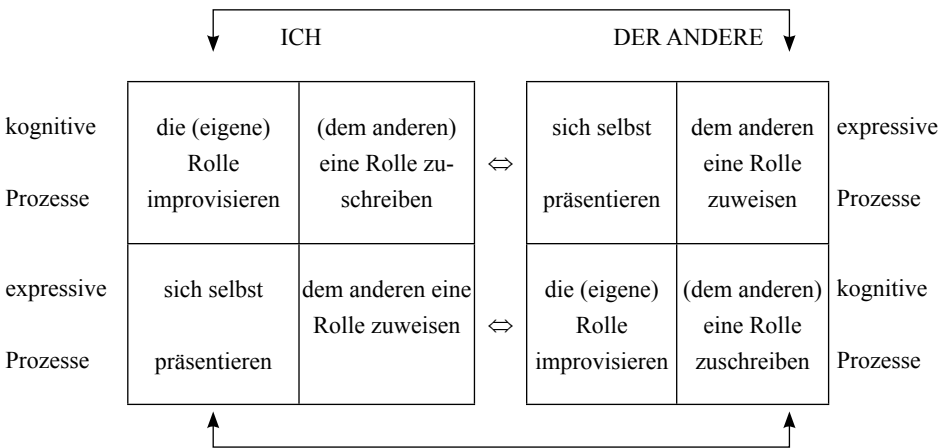 ICH DER ANDERE
kognitive die (eigene) (dem anderen) sich selbst dem anderen expressive
Rolle eine Rolle zu- ⇔ eine Rolle
Prozesse improvisieren schreiben präsentieren zuweisen Prozesse
expressive sich selbst dem anderen eine die (eigene) (dem anderen) kognitive
Rolle zuweisen ⇔ Rolle eine Rolle
Prozesse präsentieren improvisieren zuschreiben Prozesse